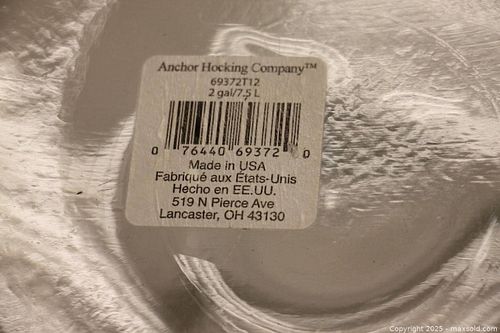 Anchor Hocking Company™
69372T12
2 gal/7.5 L
0 76440 69372 0
Made in USA
Fabriqué aux États-Unis
Hecho en EE.UU.
519 N Pierce Ave
Lancaster, OH 43130
Copyright © 2025 - maxsold.com